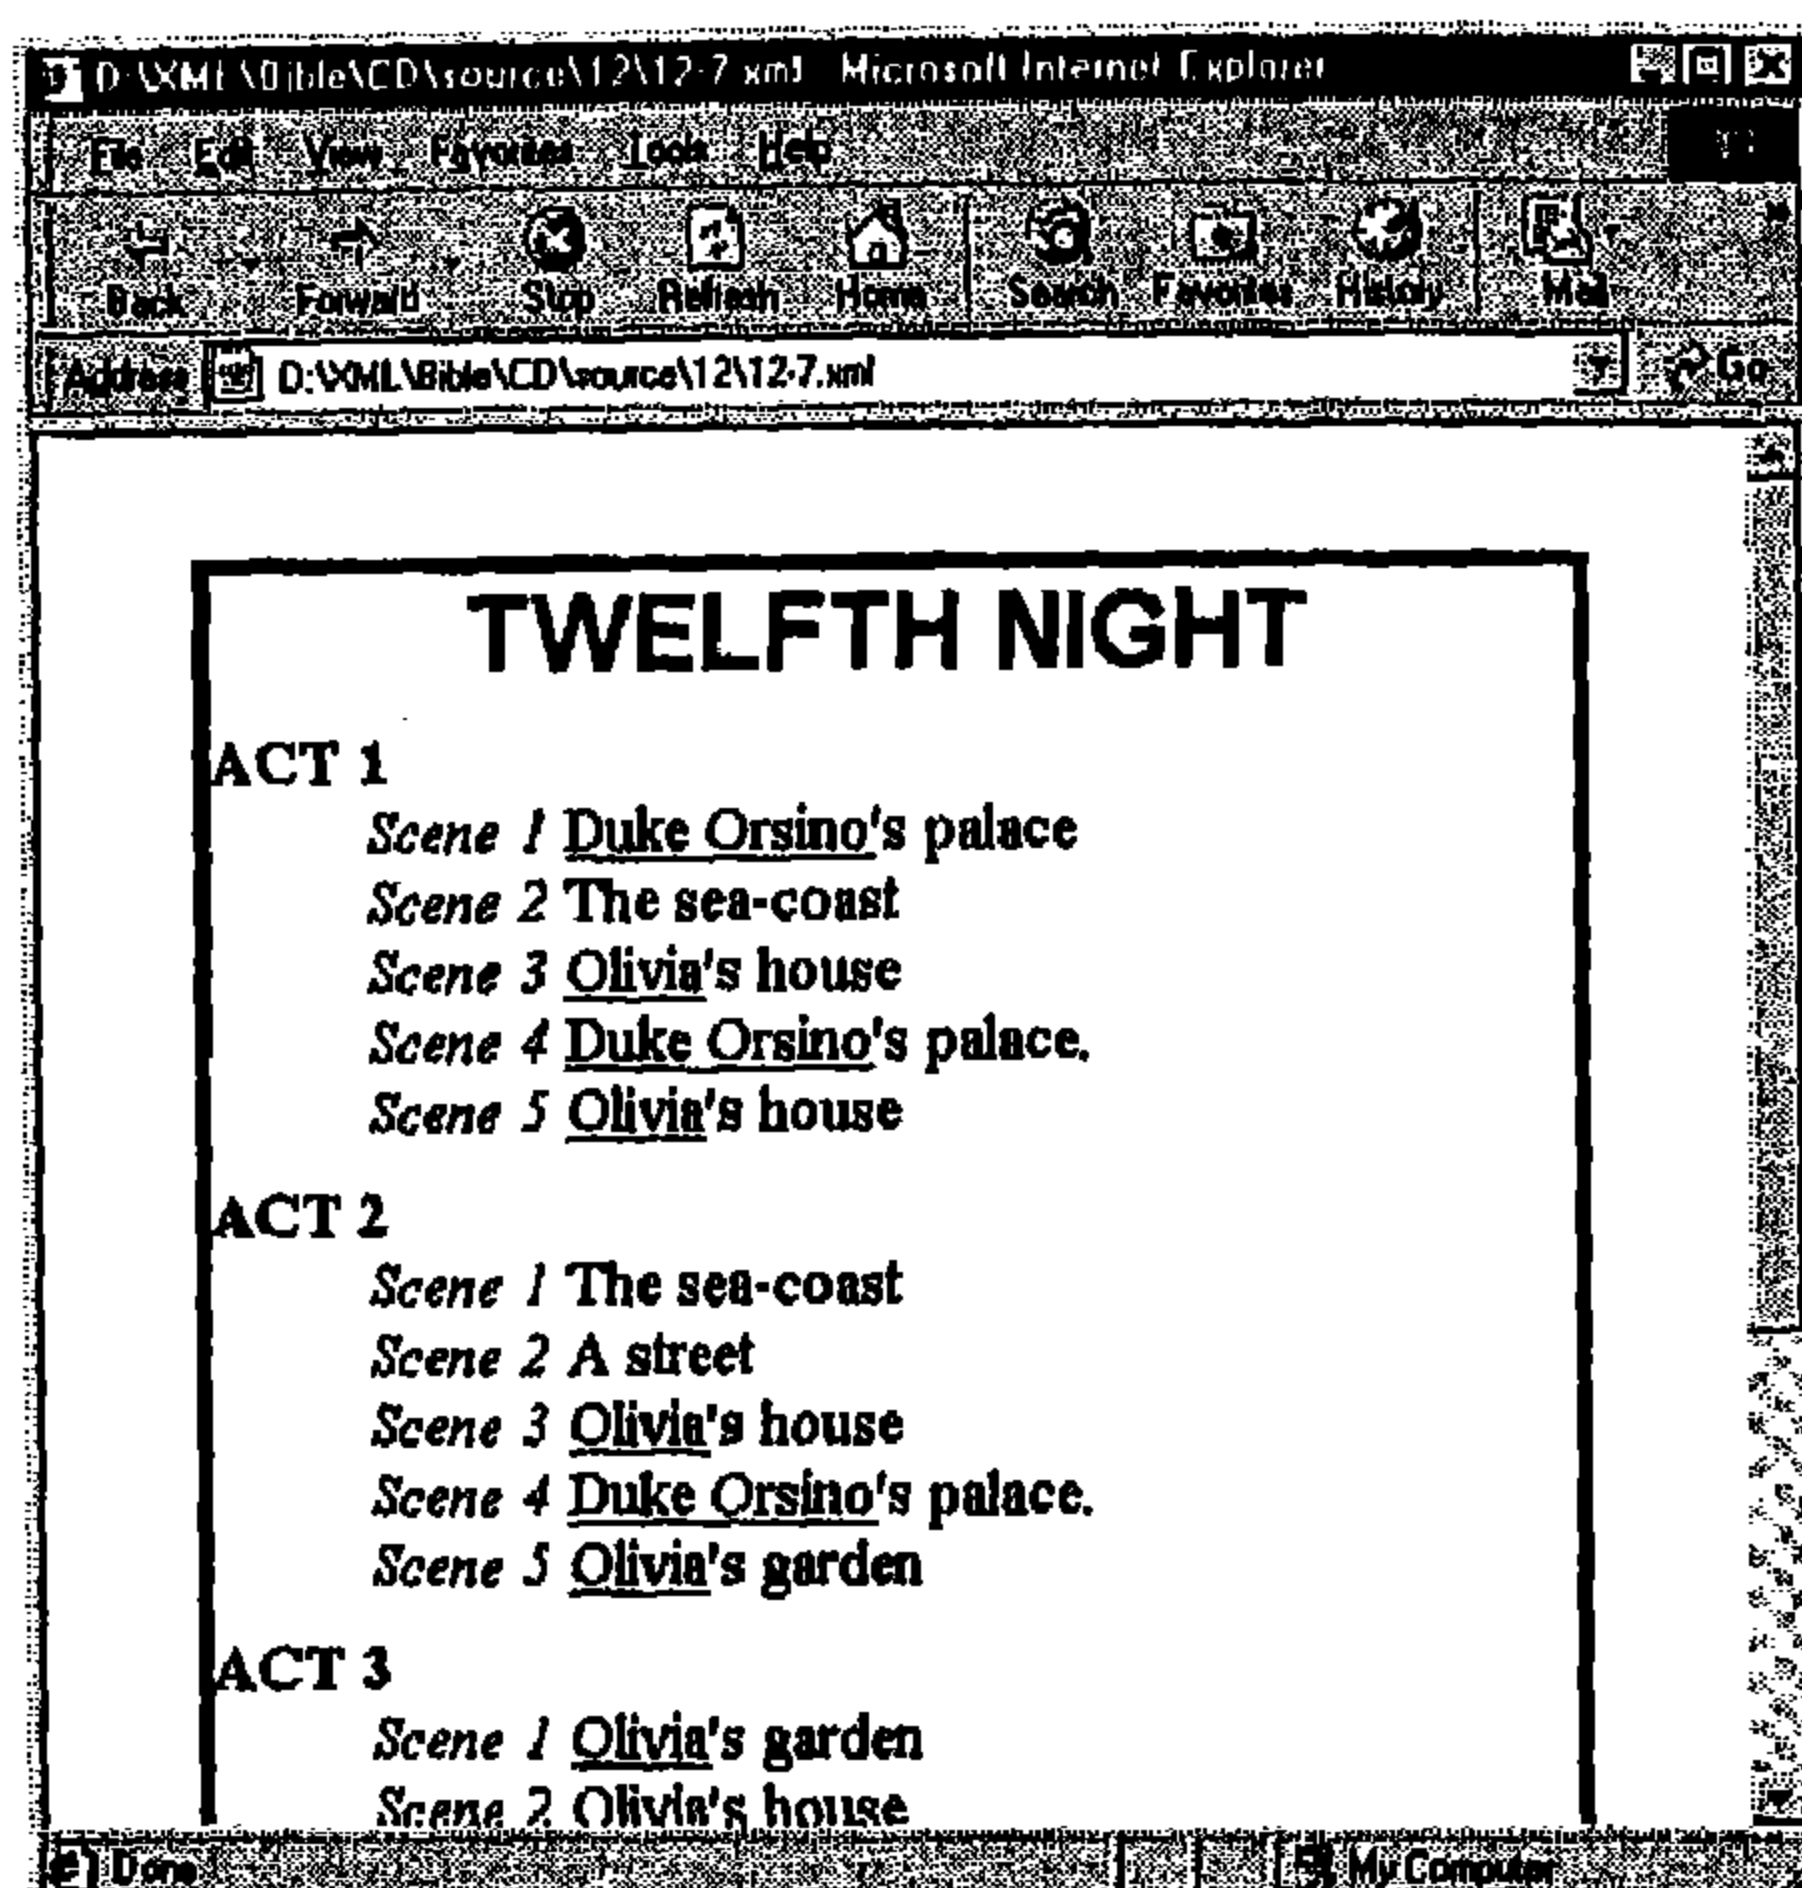 D:\XML\Bible\CD\source\12\12-7.xml Microsoft Internet Explorer
File Edit View Favorites Tools Help
Back Forward Stop Refresh Home Search Favorites History Mail
Address D:\XML\Bible\CD\source\12\12-7.xml Go
TWELFTH NIGHT
ACT 1
Scene 1 Duke Orsino's palace
Scene 2 The sea-coast
Scene 3 Olivia's house
Scene 4 Duke Orsino's palace.
Scene 5 Olivia's house
ACT 2
Scene 1 The sea-coast
Scene 2 A street
Scene 3 Olivia's house
Scene 4 Duke Orsino's palace.
Scene 5 Olivia's garden
ACT 3
Scene 1 Olivia's garden
Scene 2 Olivia's house
Done My Computer